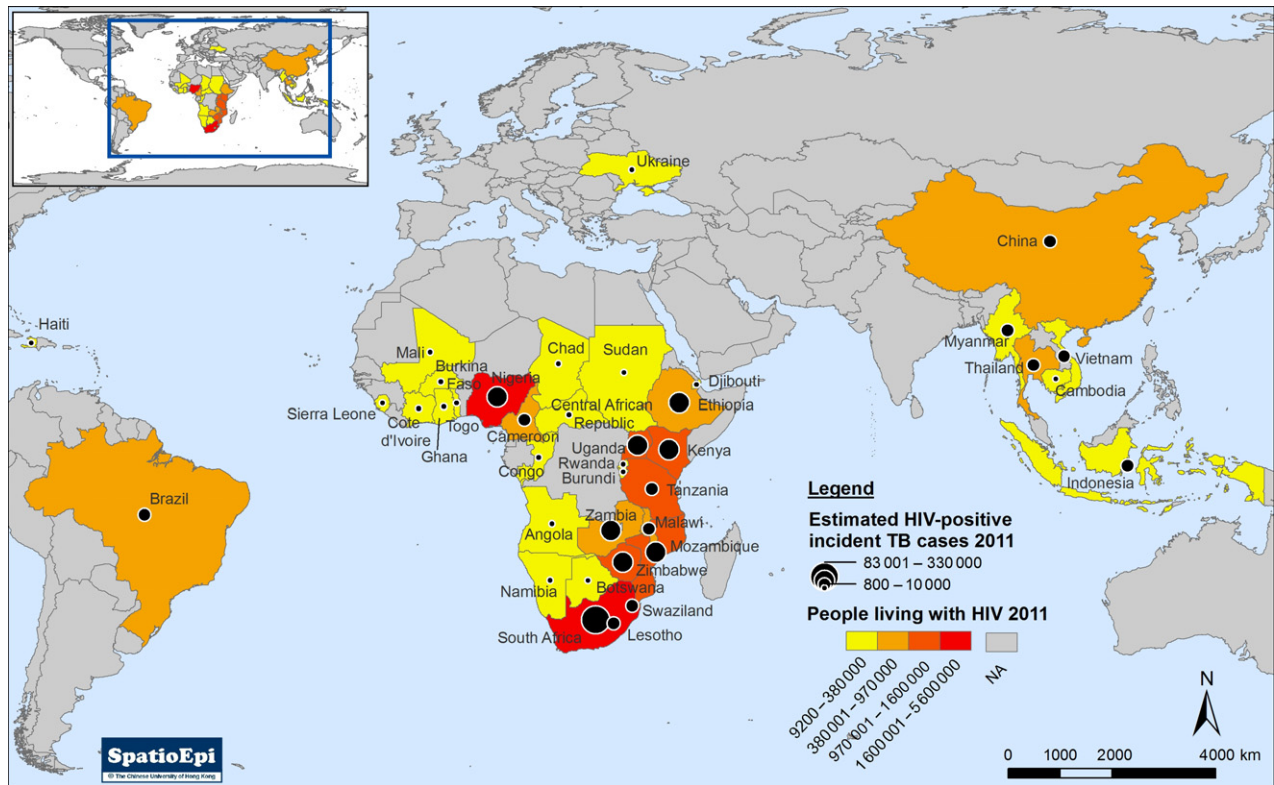 Ukraine
China
Haiti
Mali
Burkina
Faso
Nigeria
Chad
Sudan
Djibouti
Ethiopia
Myanmar
Thailand
Vietnam
Cambodia
Sierra Leone
Cote
d'Ivoire
Togo
Ghana
Cameroon
Central African
Republic
Congo
Uganda
Rwanda
Burundi
Kenya
Tanzania
Indonesia
Brazil
Angola
Zambia
Malawi
Mozambique
Zimbabwe
Namibia
Botswana
Swaziland
South Africa
Lesotho
Legend
Estimated HIV-positive
incident TB cases 2011
83 001 – 330 000
800 – 10 000
People living with HIV 2011
9200 – 380 000
380 001 – 970 000
970 001 – 1 600 000
1 600 001 – 5 600 000
NA
N
0 1000 2000 4000 km
SpatioEpi
© The Chinese University of Hong Kong